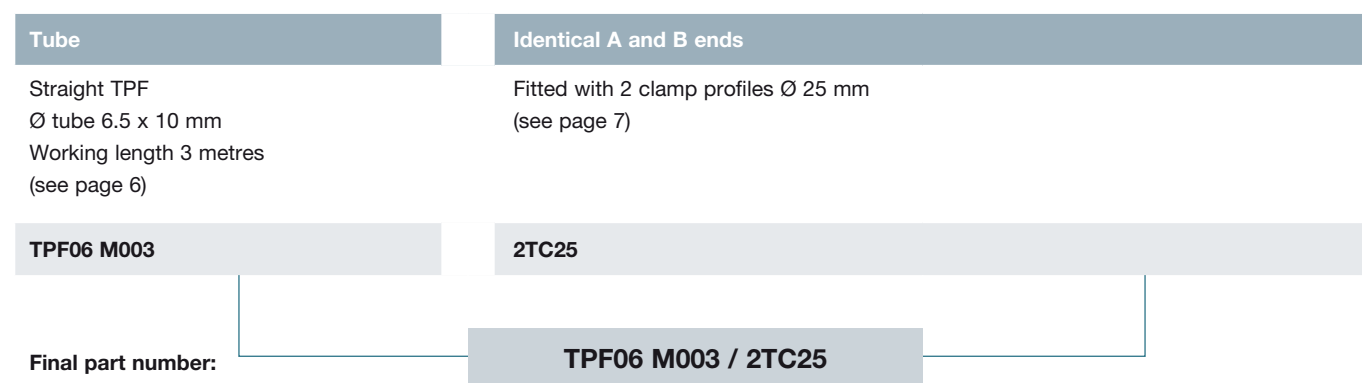 Tube
Identical A and B ends
Straight TPF
Ø tube 6.5 x 10 mm
Working length 3 metres
(see page 6)
Fitted with 2 clamp profiles Ø 25 mm
(see page 7)
TPF06 M003
2TC25
Final part number:
TPF06 M003 / 2TC25